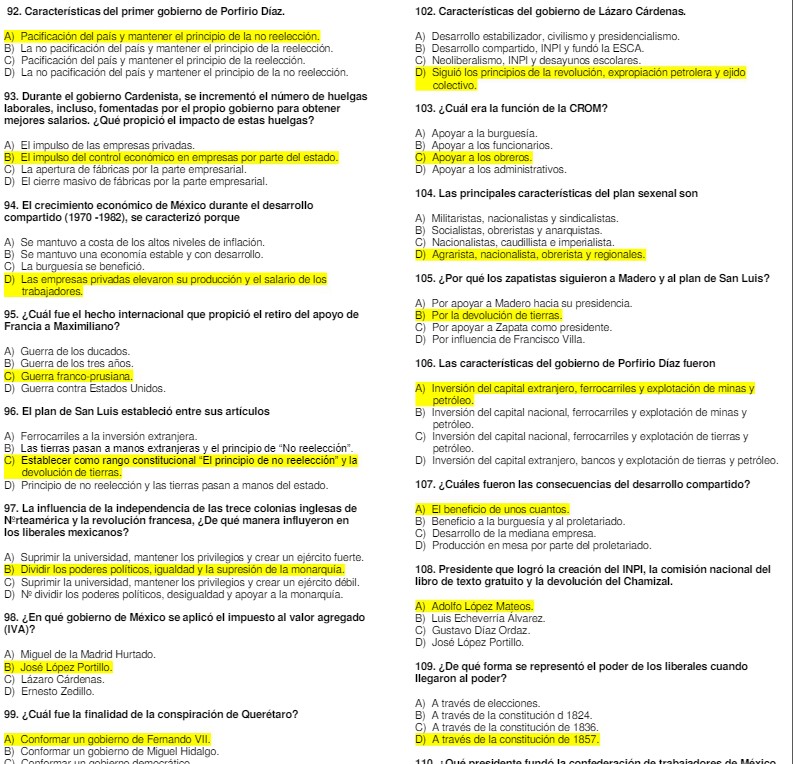 92. Características del primer gobierno de Porfirio Díaz.
A) Pacificación del país y mantener el principio de la no reelección.
B) La no pacificación del país y mantener el principio de la reelección.
C) Pacificación del país y mantener el principio de la reelección.
D) La no pacificación del país y mantener el principio de la no reelección.
93. Durante el gobierno Cardenista, se incrementó el número de huelgas
laborales, incluso, fomentadas por el propio gobierno para obtener
mejores salarios. ¿Qué propició el impacto de estas huelgas?
A) El impulso de las empresas privadas.
B) El impulso del control económico en empresas por parte del estado.
C) La apertura de fábricas por la parte empresarial.
D) El cierre masivo de fábricas por la parte empresarial.
94. El crecimiento económico de México durante el desarrollo
compartido (1970 -1982), se caracterizó porque
A) Se mantuvo a costa de los altos niveles de inflación.
B) Se mantuvo una economía estable y con desarrollo.
C) La burguesía se benefició.
D) Las empresas privadas elevaron su producción y el salario de los
trabajadores.
95. ¿Cuál fue el hecho internacional que propició el retiro del apoyo de
Francia a Maximiliano?
A) Guerra de los ducados.
B) Guerra de los tres años.
C) Guerra franco-prusiana.
D) Guerra contra Estados Unidos.
96. El plan de San Luis estableció entre sus artículos
A) Ferrocarriles a la inversión extranjera.
B) Las tierras pasan a manos extranjeras y el principio de “No reelección”.
C) Establecer como rango constitucional “El principio de no reelección” y la
devolución de tierras.
D) Principio de no reelección y las tierras pasan a manos del estado.
97. La influencia de la independencia de las trece colonias inglesas de
Nºrteamérica y la revolución francesa, ¿De qué manera influyeron en
los liberales mexicanos?
A) Suprimir la universidad, mantener los privilegios y crear un ejército fuerte.
B) Dividir los poderes políticos, igualdad y la supresión de la monarquía.
C) Suprimir la universidad, mantener los privilegios y crear un ejército débil.
D) Nº dividir los poderes políticos, desigualdad y apoyar a la monarquía.
98. ¿En qué gobierno de México se aplicó el impuesto al valor agregado
(IVA)?
A) Miguel de la Madrid Hurtado.
B) José López Portillo.
C) Lázaro Cárdenas.
D) Ernesto Zedillo.
99. ¿Cuál fue la finalidad de la conspiración de Querétaro?
A) Conformar un gobierno de Fernando VII.
B) Conformar un gobierno de Miguel Hidalgo.
C) Conformar un gobierno democrático.
102. Características del gobierno de Lázaro Cárdenas.
A) Desarrollo estabilizador, civilismo y presidencialismo.
B) Desarrollo compartido, INPI y fundó la ESCA.
C) Neoliberalismo, INPI y desayunos escolares.
D) Siguió los principios de la revolución, expropiación petrolera y ejido
colectivo.
103. ¿Cuál era la función de la CROM?
A) Apoyar a la burguesía.
B) Apoyar a los funcionarios.
C) Apoyar a los obreros.
D) Apoyar a los administrativos.
104. Las principales características del plan sexenal son
A) Militaristas, nacionalistas y sindicalistas.
B) Socialistas, obreristas y anarquistas.
C) Nacionalistas, caudillista e imperialista.
D) Agrarista, nacionalista, obrerista y regionales.
105. ¿Por qué los zapatistas siguieron a Madero y al plan de San Luis?
A) Por apoyar a Madero hacia su presidencia.
B) Por la devolución de tierras.
C) Por apoyar a Zapata como presidente.
D) Por influencia de Francisco Villa.
106. Las características del gobierno de Porfirio Díaz fueron
A) Inversión del capital extranjero, ferrocarriles y explotación de minas y
petróleo.
B) Inversión del capital nacional, ferrocarriles y explotación de minas y
petróleo.
C) Inversión del capital nacional, ferrocarriles y explotación de tierras y
petróleo.
D) Inversión del capital extranjero, bancos y explotación de tierras y petróleo.
107. ¿Cuáles fueron las consecuencias del desarrollo compartido?
A) El beneficio de unos cuantos.
B) Beneficio a la burguesía y al proletariado.
C) Desarrollo de la mediana empresa.
D) Producción en mesa por parte del proletariado.
108. Presidente que logró la creación del INPI, la comisión nacional del
libro de texto gratuito y la devolución del Chamizal.
A) Adolfo López Mateos.
B) Luis Echeverría Álvarez.
C) Gustavo Díaz Ordaz.
D) José López Portillo.
109. ¿De qué forma se representó el poder de los liberales cuando
llegaron al poder?
A) A través de elecciones.
B) A través de la constitución d 1824.
C) A través de la constitución de 1836.
D) A través de la constitución de 1857.
110. ¿Qué presidente fundó la confederación de trabajadores de México